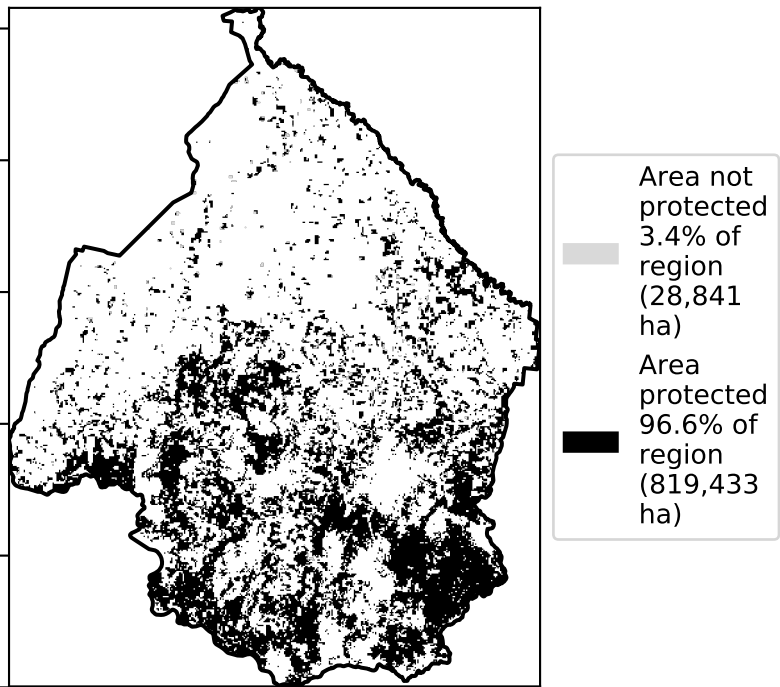 Area not
protected
3.4% of
region
(28,841
ha)
Area
protected
96.6% of
region
(819,433
ha)